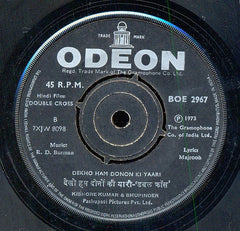 TRADE MARK
ODEON
Regd. Trade Mark of The Gramophone Co Ltd.
45 R.P.M.
BOE 2967
Hindi Film
DOUBLE CROSS
B
7XJW 8098
℗ 1973
The Gramophone
Co. of India Ltd.
Music:
R. D. Burman
Lyrics
Majrooh
DEKHO HAM DONON KI YAARI
देखो हम दोनों की यारी-'डबल क्रॉस'
KISHORE KUMAR & BHUPINDER
Pashupati Pictures Pvt. Ltd.